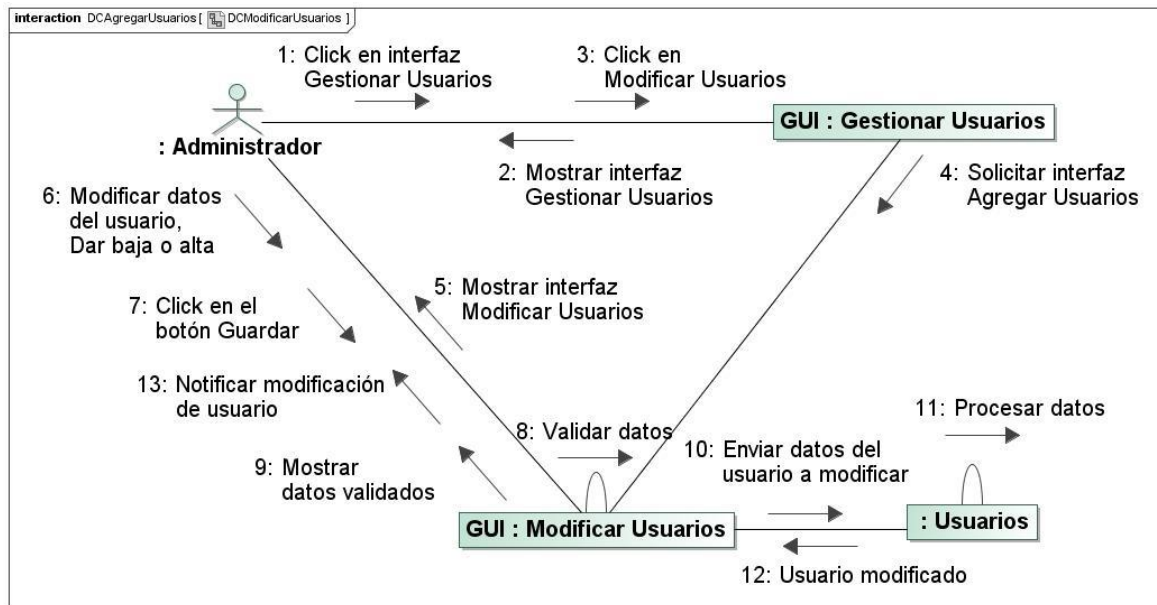 interaction DCAgregarUsuarios [ DCModificarUsuarios ]
1: Click en interfaz
Gestionar Usuarios
3: Click en
Modificar Usuarios
: Administrador
GUI : Gestionar Usuarios
2: Mostrar interfaz
Gestionar Usuarios
4: Solicitar interfaz
Agregar Usuarios
6: Modificar datos
del usuario,
Dar baja o alta
5: Mostrar interfaz
Modificar Usuarios
7: Click en el
botón Guardar
13: Notificar modificación
de usuario
8: Validar datos
11: Procesar datos
9: Mostrar
datos validados
10: Enviar datos del
usuario a modificar
GUI : Modificar Usuarios
: Usuarios
12: Usuario modificado